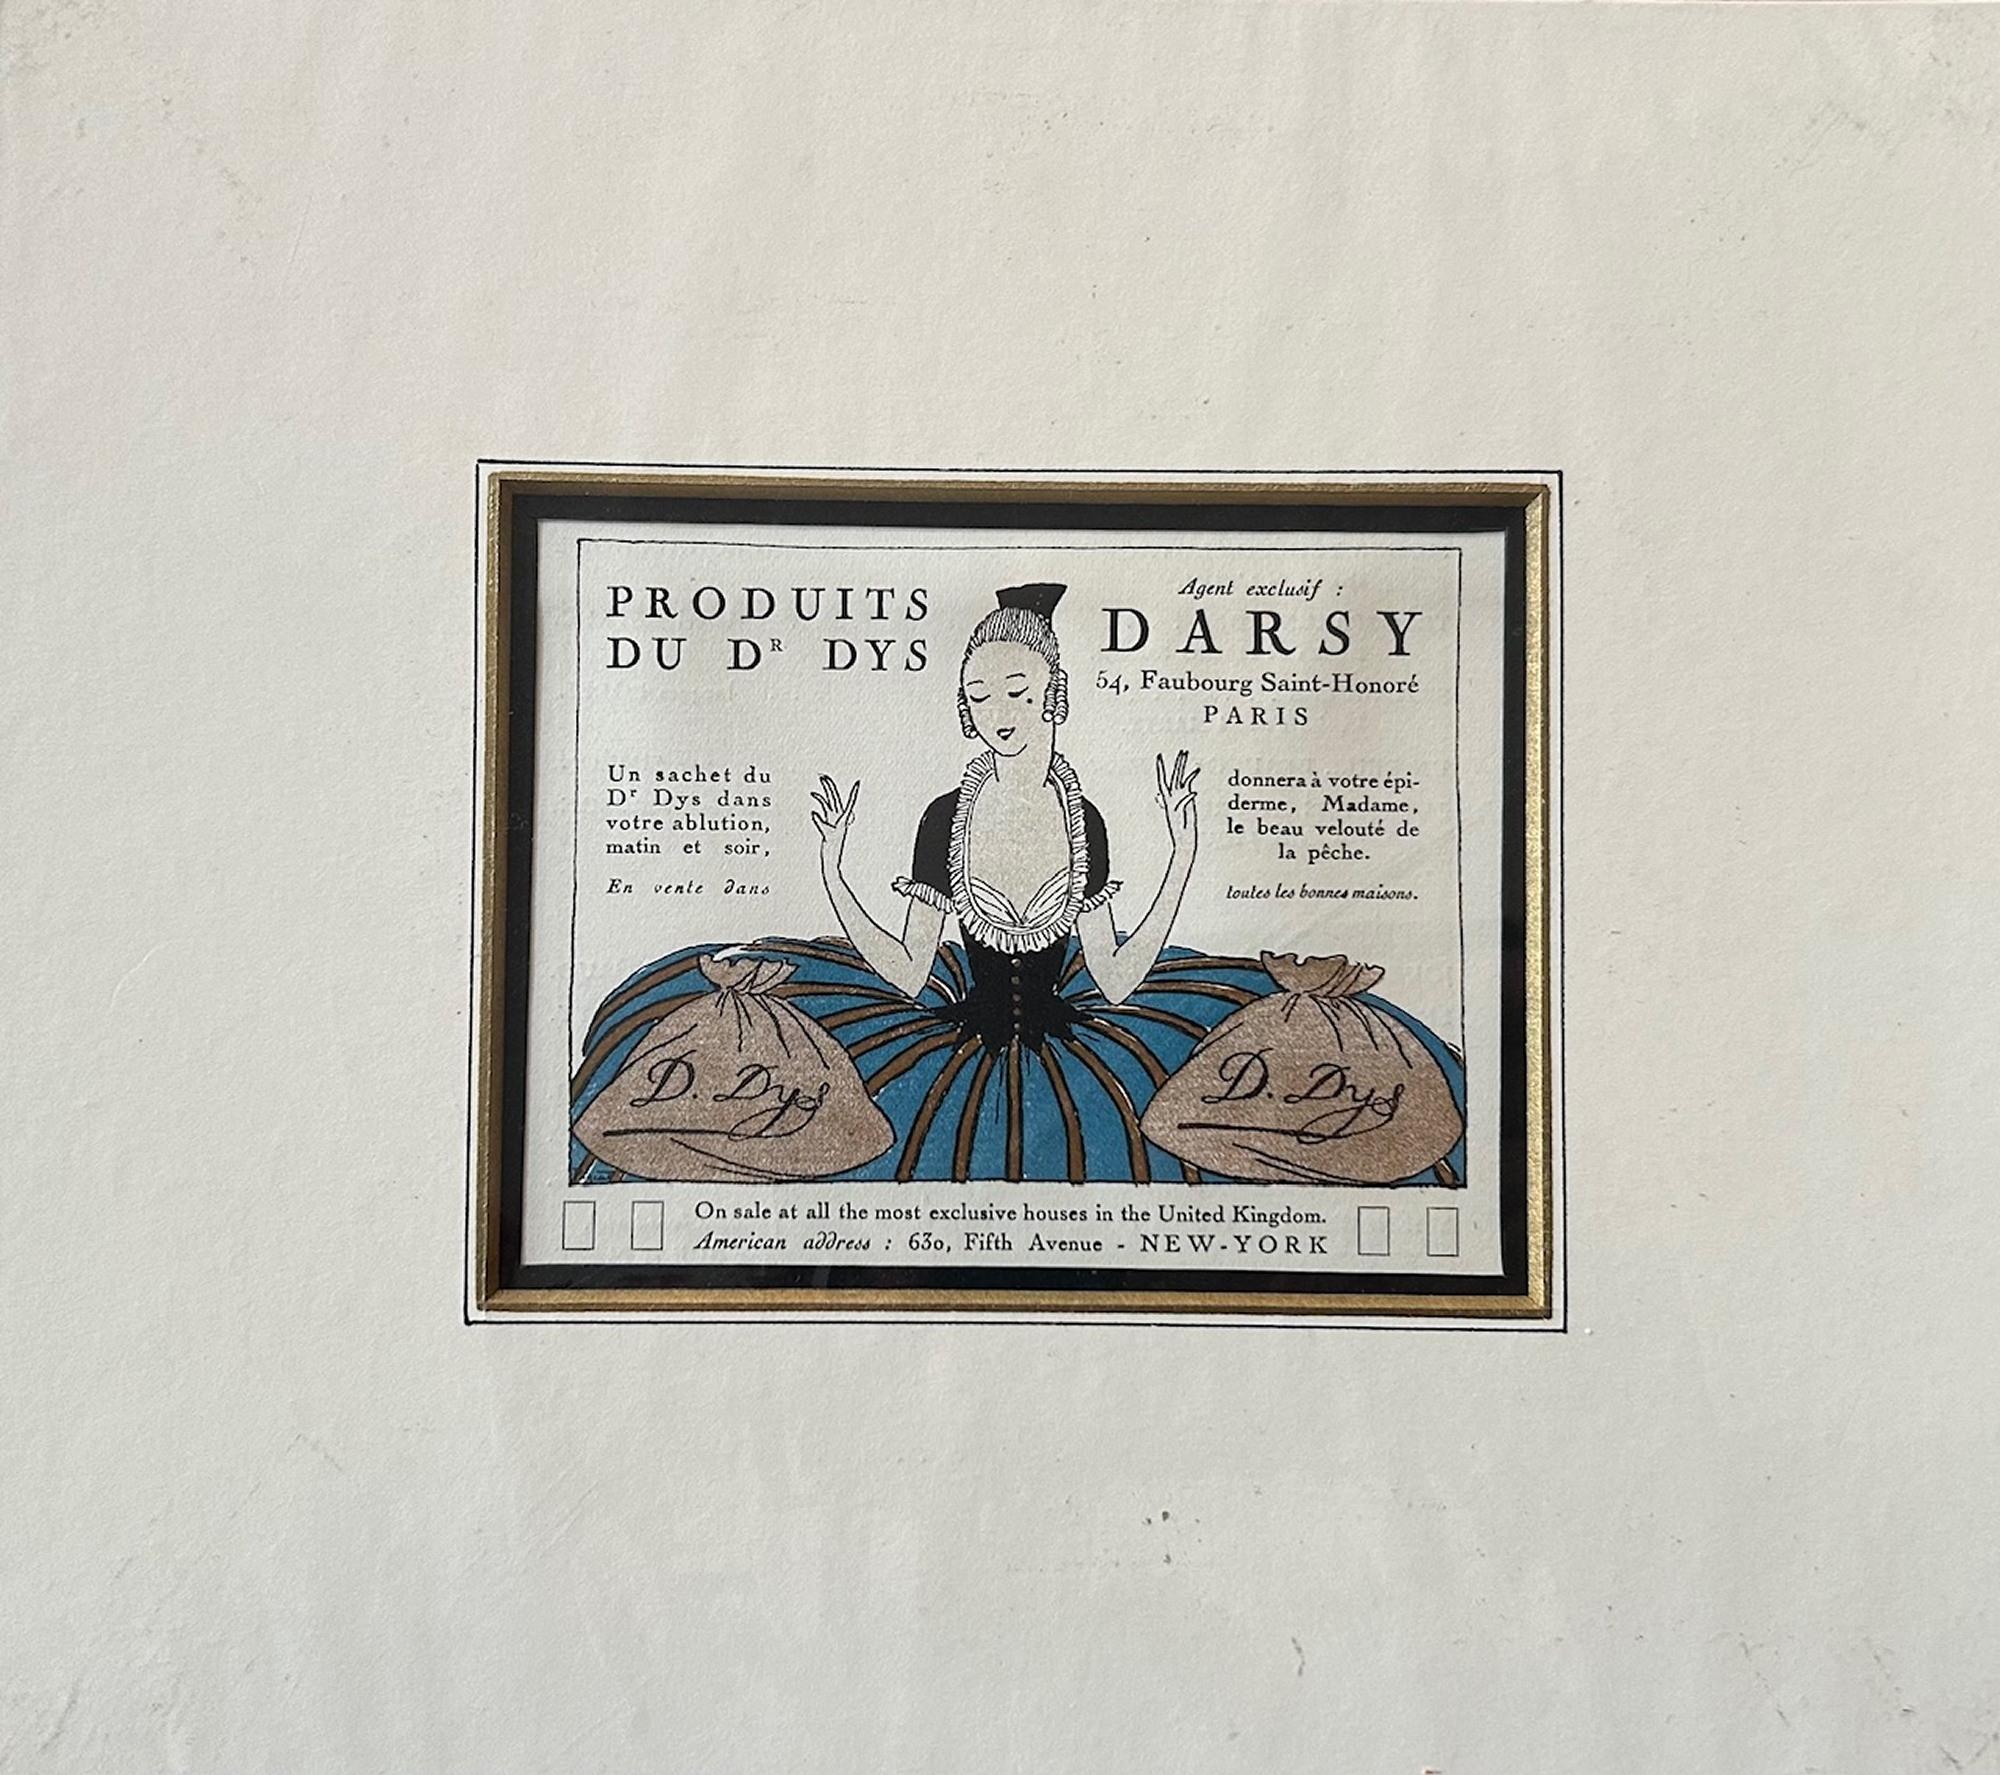 PRODUITS
DU DR DYS
Agent exclusif :
DARSY
54, Faubourg Saint-Honoré
PARIS
Un sachet du
Dr Dys dans
votre ablution,
matin et soir,
En vente dans
donnera à votre épi-
derme, Madame,
le beau velouté de
la pêche.
toutes les bonnes maisons.
D. Dys
D. Dys
On sale at all the most exclusive houses in the United Kingdom.
American address : 630, Fifth Avenue - NEW-YORK